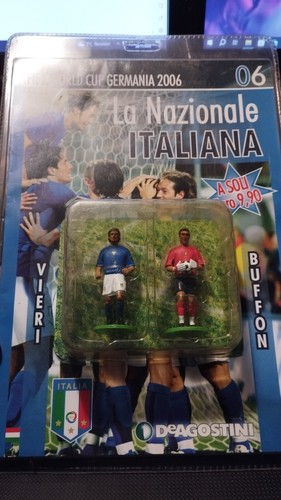 FIFA WORLD CUP GERMANIA 2006
06
La Nazionale
ITALIANA
A SOLI
9,90
VIERI
BUFFON
ITALIA
DeAGOSTINI